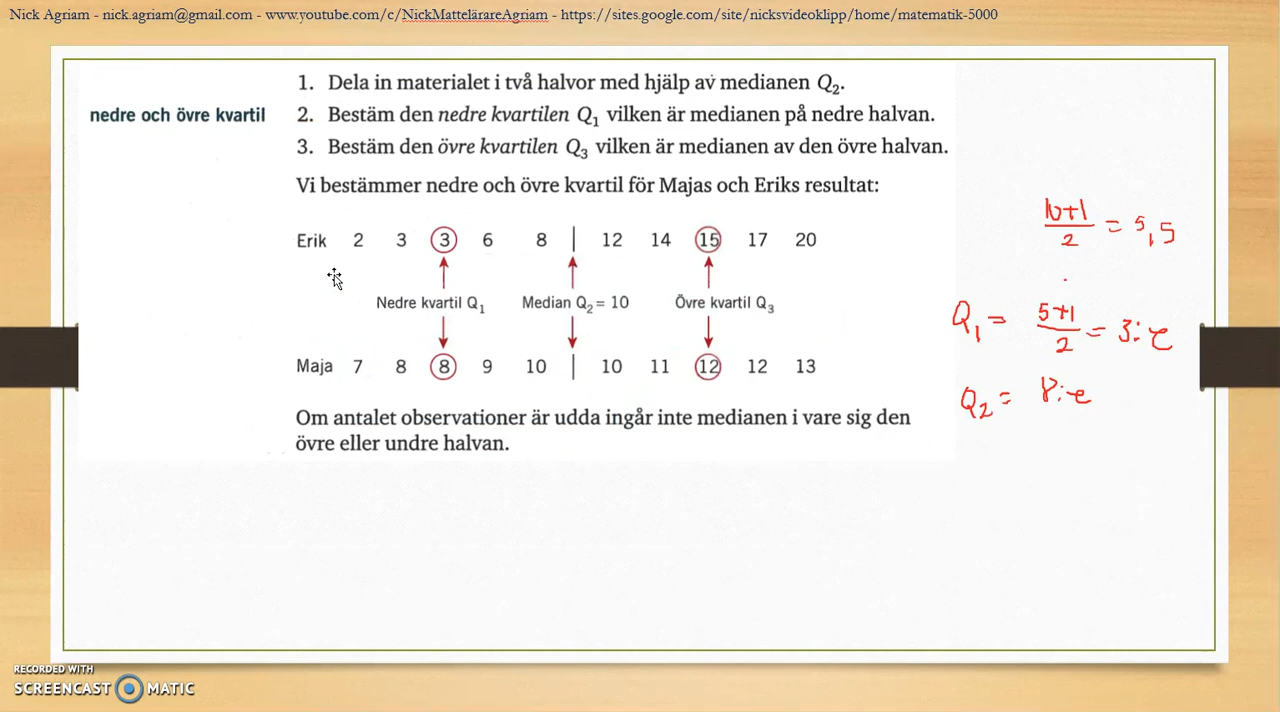 Nick Agriam - nick.agriam@gmail.com - www.youtube.com/c/NickMattelärareAgriam - https://sites.google.com/site/nicksvideoklipp/home/matematik-5000
1. Dela in materialet i två halvor med hjälp av medianen Q₂.
nedre och övre kvartil
2. Bestäm den nedre kvartilen Q₁ vilken är medianen på nedre halvan.
3. Bestäm den övre kvartilen Q₃ vilken är medianen av den övre halvan.
Vi bestämmer nedre och övre kvartil för Majas och Eriks resultat:
Erik 2 3 3 6 8 | 12 14 15 17 20
Nedre kvartil Q₁ Median Q₂ = 10 Övre kvartil Q₃
Maja 7 8 8 9 10 | 10 11 12 12 13
Om antalet observationer är udda ingår inte medianen i vare sig den
övre eller undre halvan.
10+1
2
= 5,5
Q₁ = 5+1
2
= 3:e
Q₂ = 8:e
RECORDED WITH
SCREENCAST MATIC